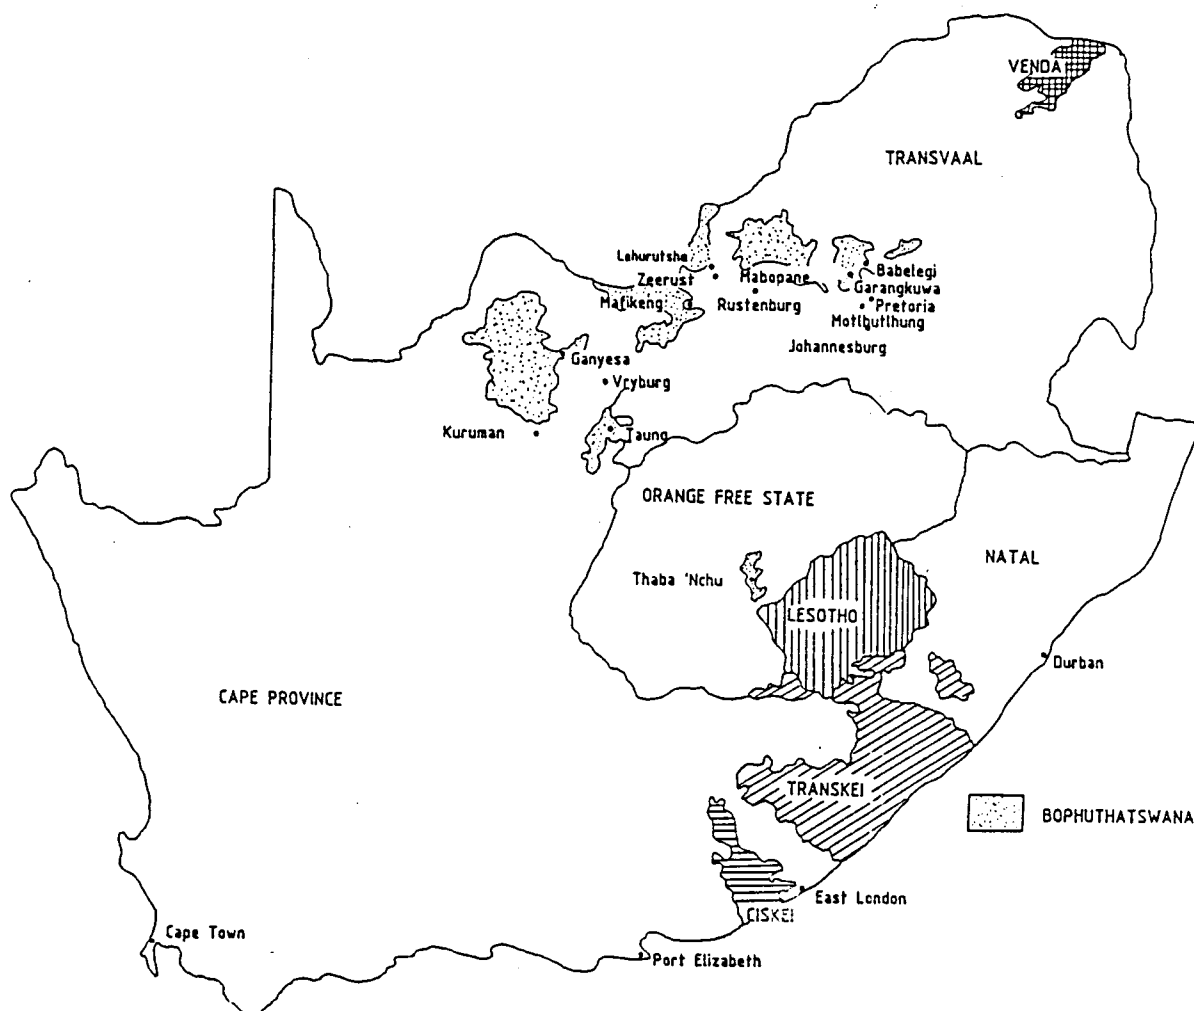 VENDA
TRANSVAAL
Lehurutshe
Zeerust
Mafikeng
Mabopane
Rustenburg
Babelegi
Garangkuwa
Pretoria
Motlbutlhung
Johannesburg
Ganyesa
Vryburg
Kuruman
Taung
ORANGE FREE STATE
NATAL
Thaba 'Nchu
LESOTHO
Durban
CAPE PROVINCE
TRANSKEI
BOPHUTHATSWANA
East London
CISKEI
Cape Town
Port Elizabeth